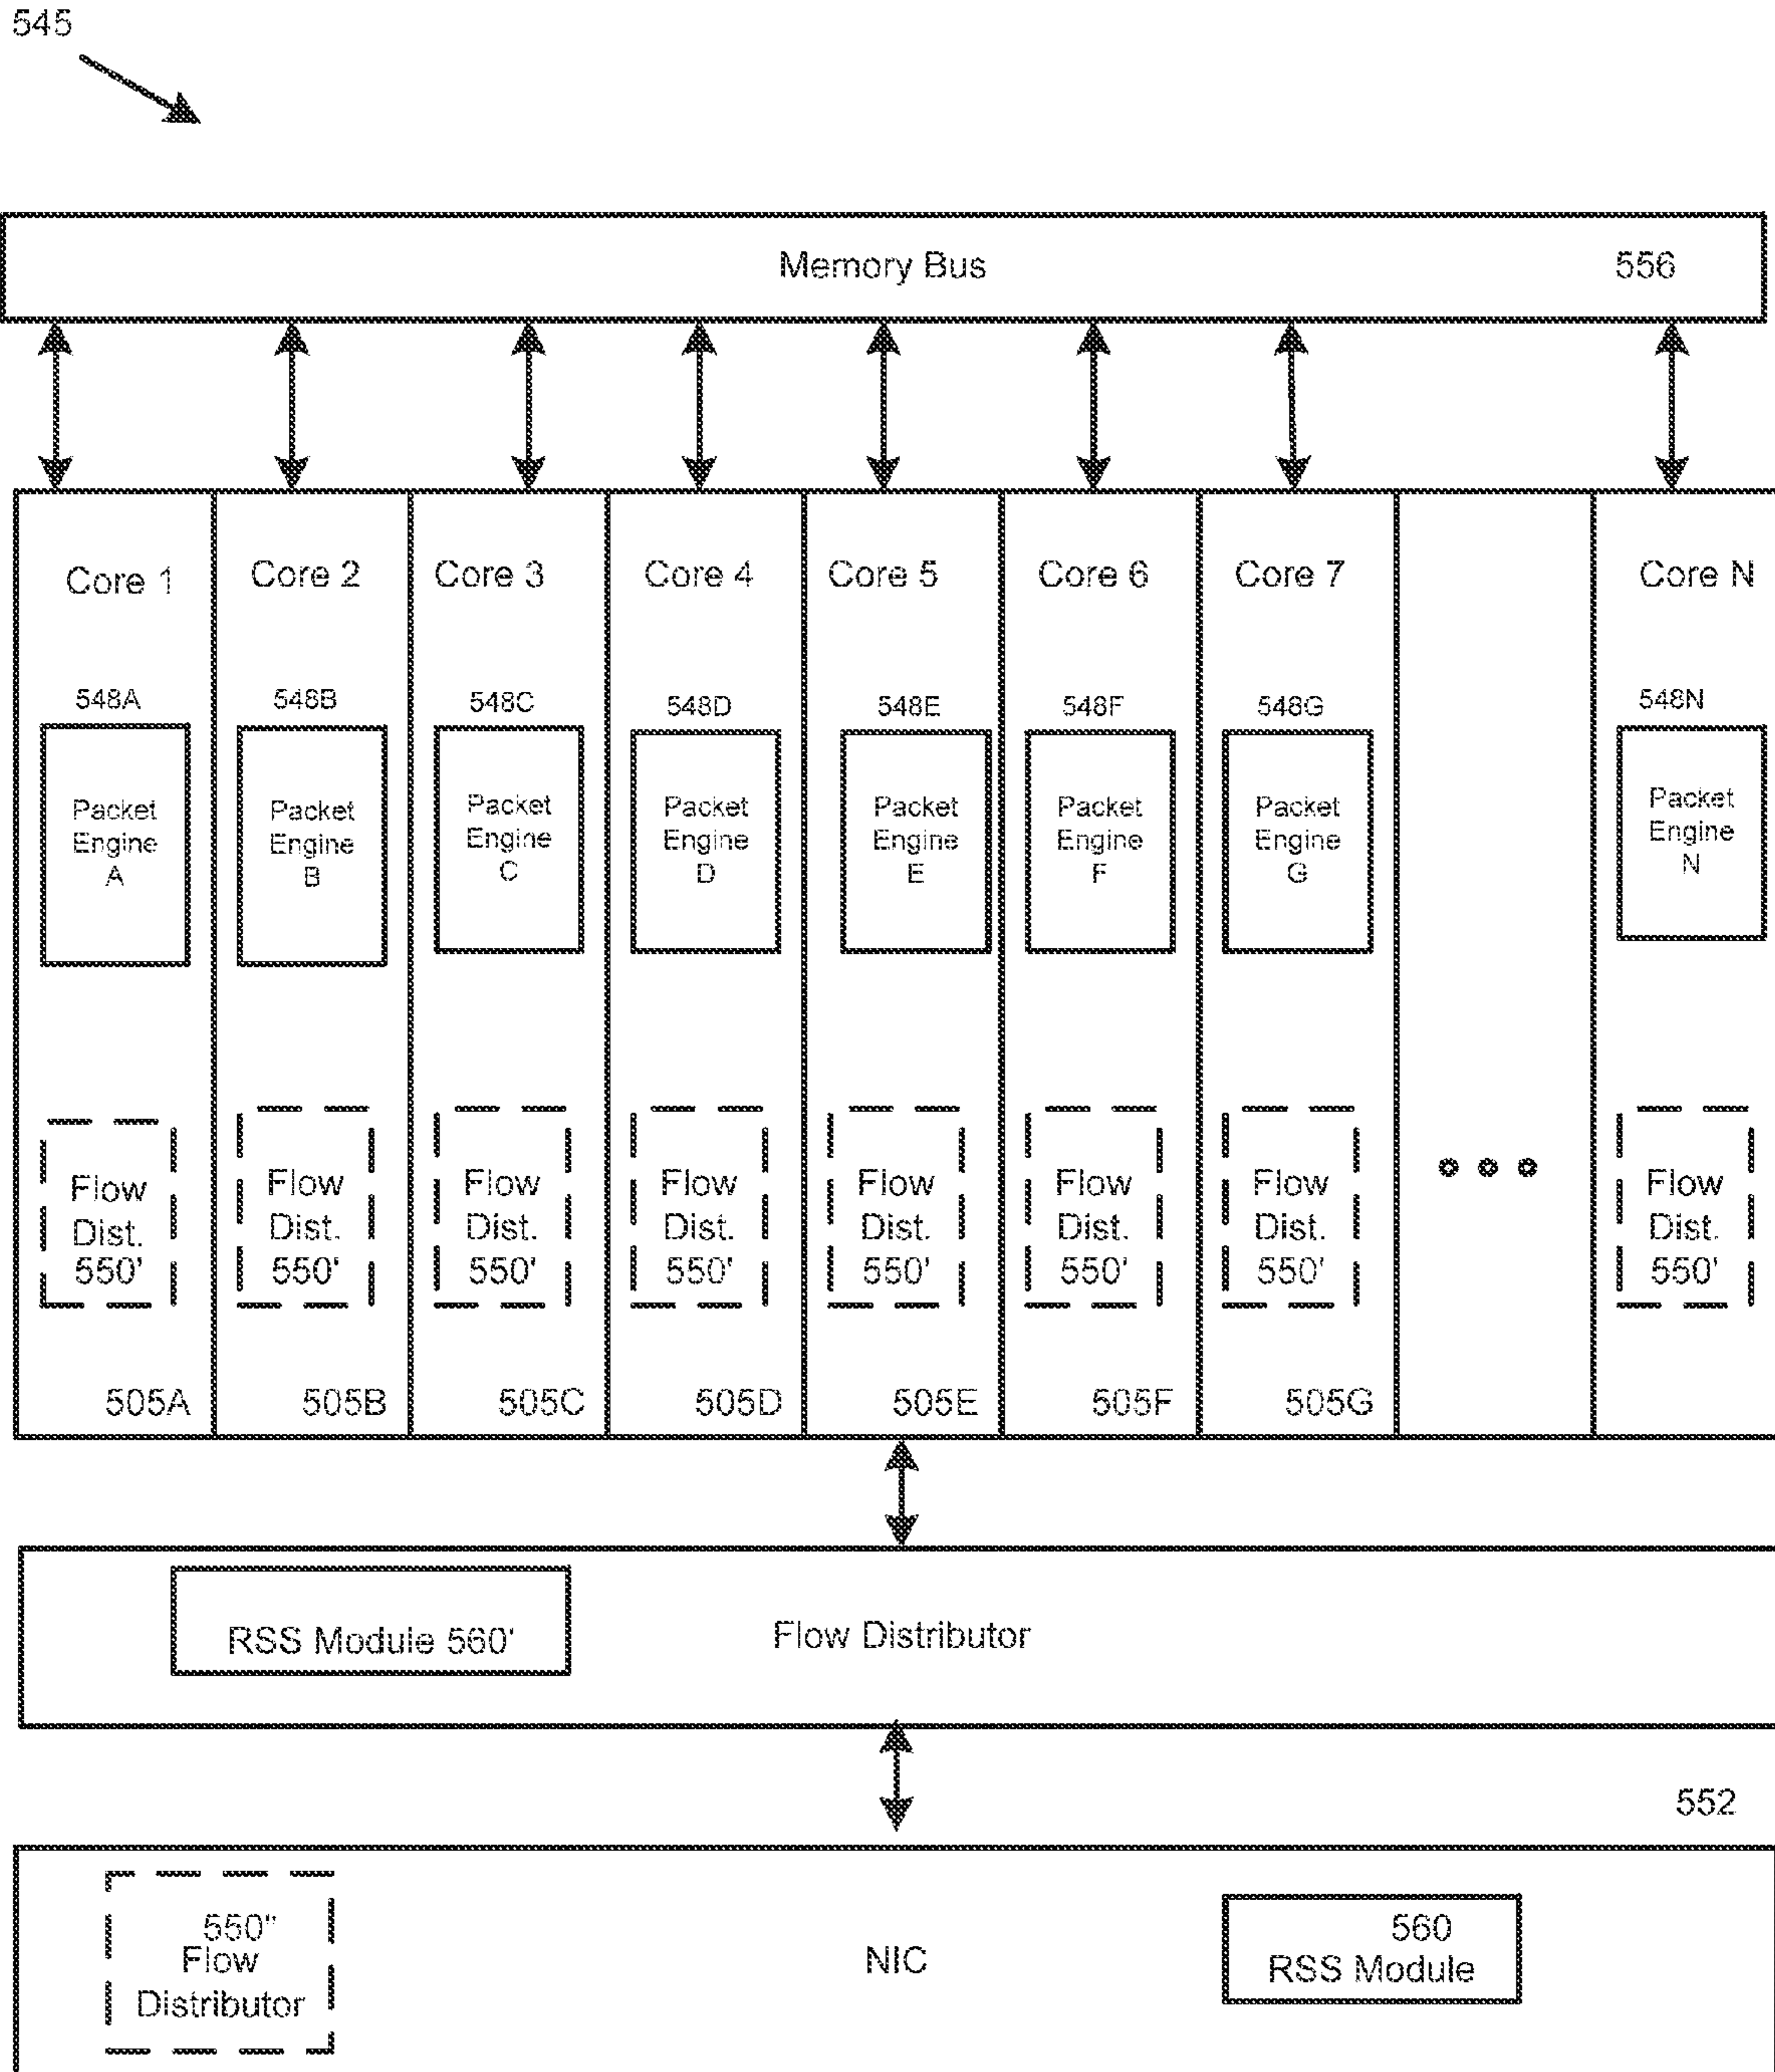 545
Memory Bus 556
Core 1 Core 2 Core 3 Core 4 Core 5 Core 6 Core 7 Core N
548A 548B 548C 548D 548E 548F 548G 548N
Packet Packet Packet Packet Packet Packet Packet Packet
Engine Engine Engine Engine Engine Engine Engine Engine
A B C D E F G N
Flow Flow Flow Flow Flow Flow Flow Flow
Dist. Dist. Dist. Dist. Dist. Dist. Dist. Dist.
550' 550' 550' 550' 550' 550' 550' 550'
505A 505B 505C 505D 505E 505F 505G
RSS Module 560' Flow Distributor
552
550"
Flow
Distributor
NIC
560
RSS Module